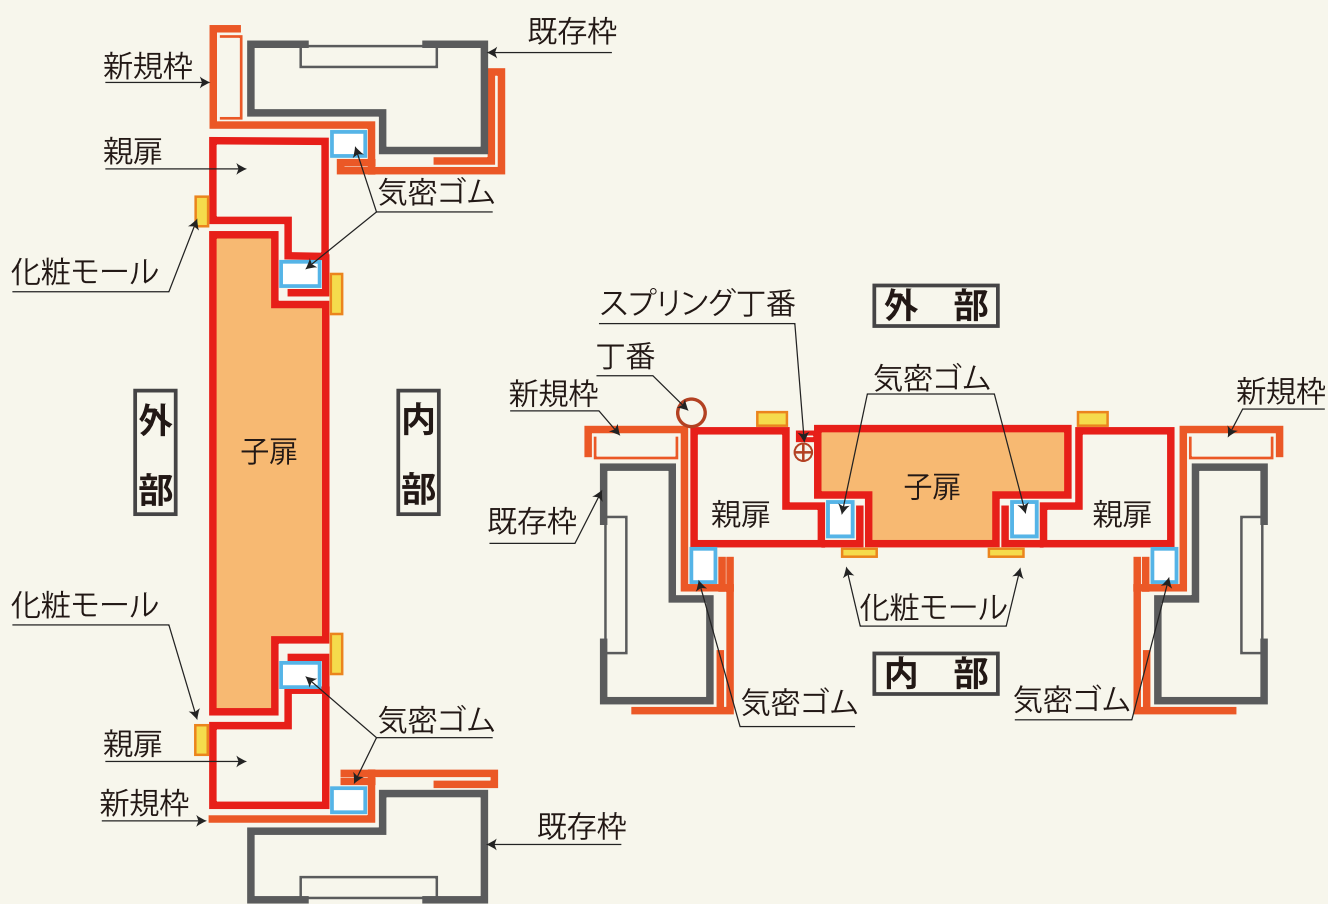 既存枠
新規枠
親扉
気密ゴム
化粧モール
外部
内部
子扉
化粧モール
気密ゴム
親扉
新規枠
既存枠
外部
スプリング丁番
丁番
気密ゴム
新規枠
新規枠
親扉
子扉
親扉
既存枠
化粧モール
内部
気密ゴム
気密ゴム